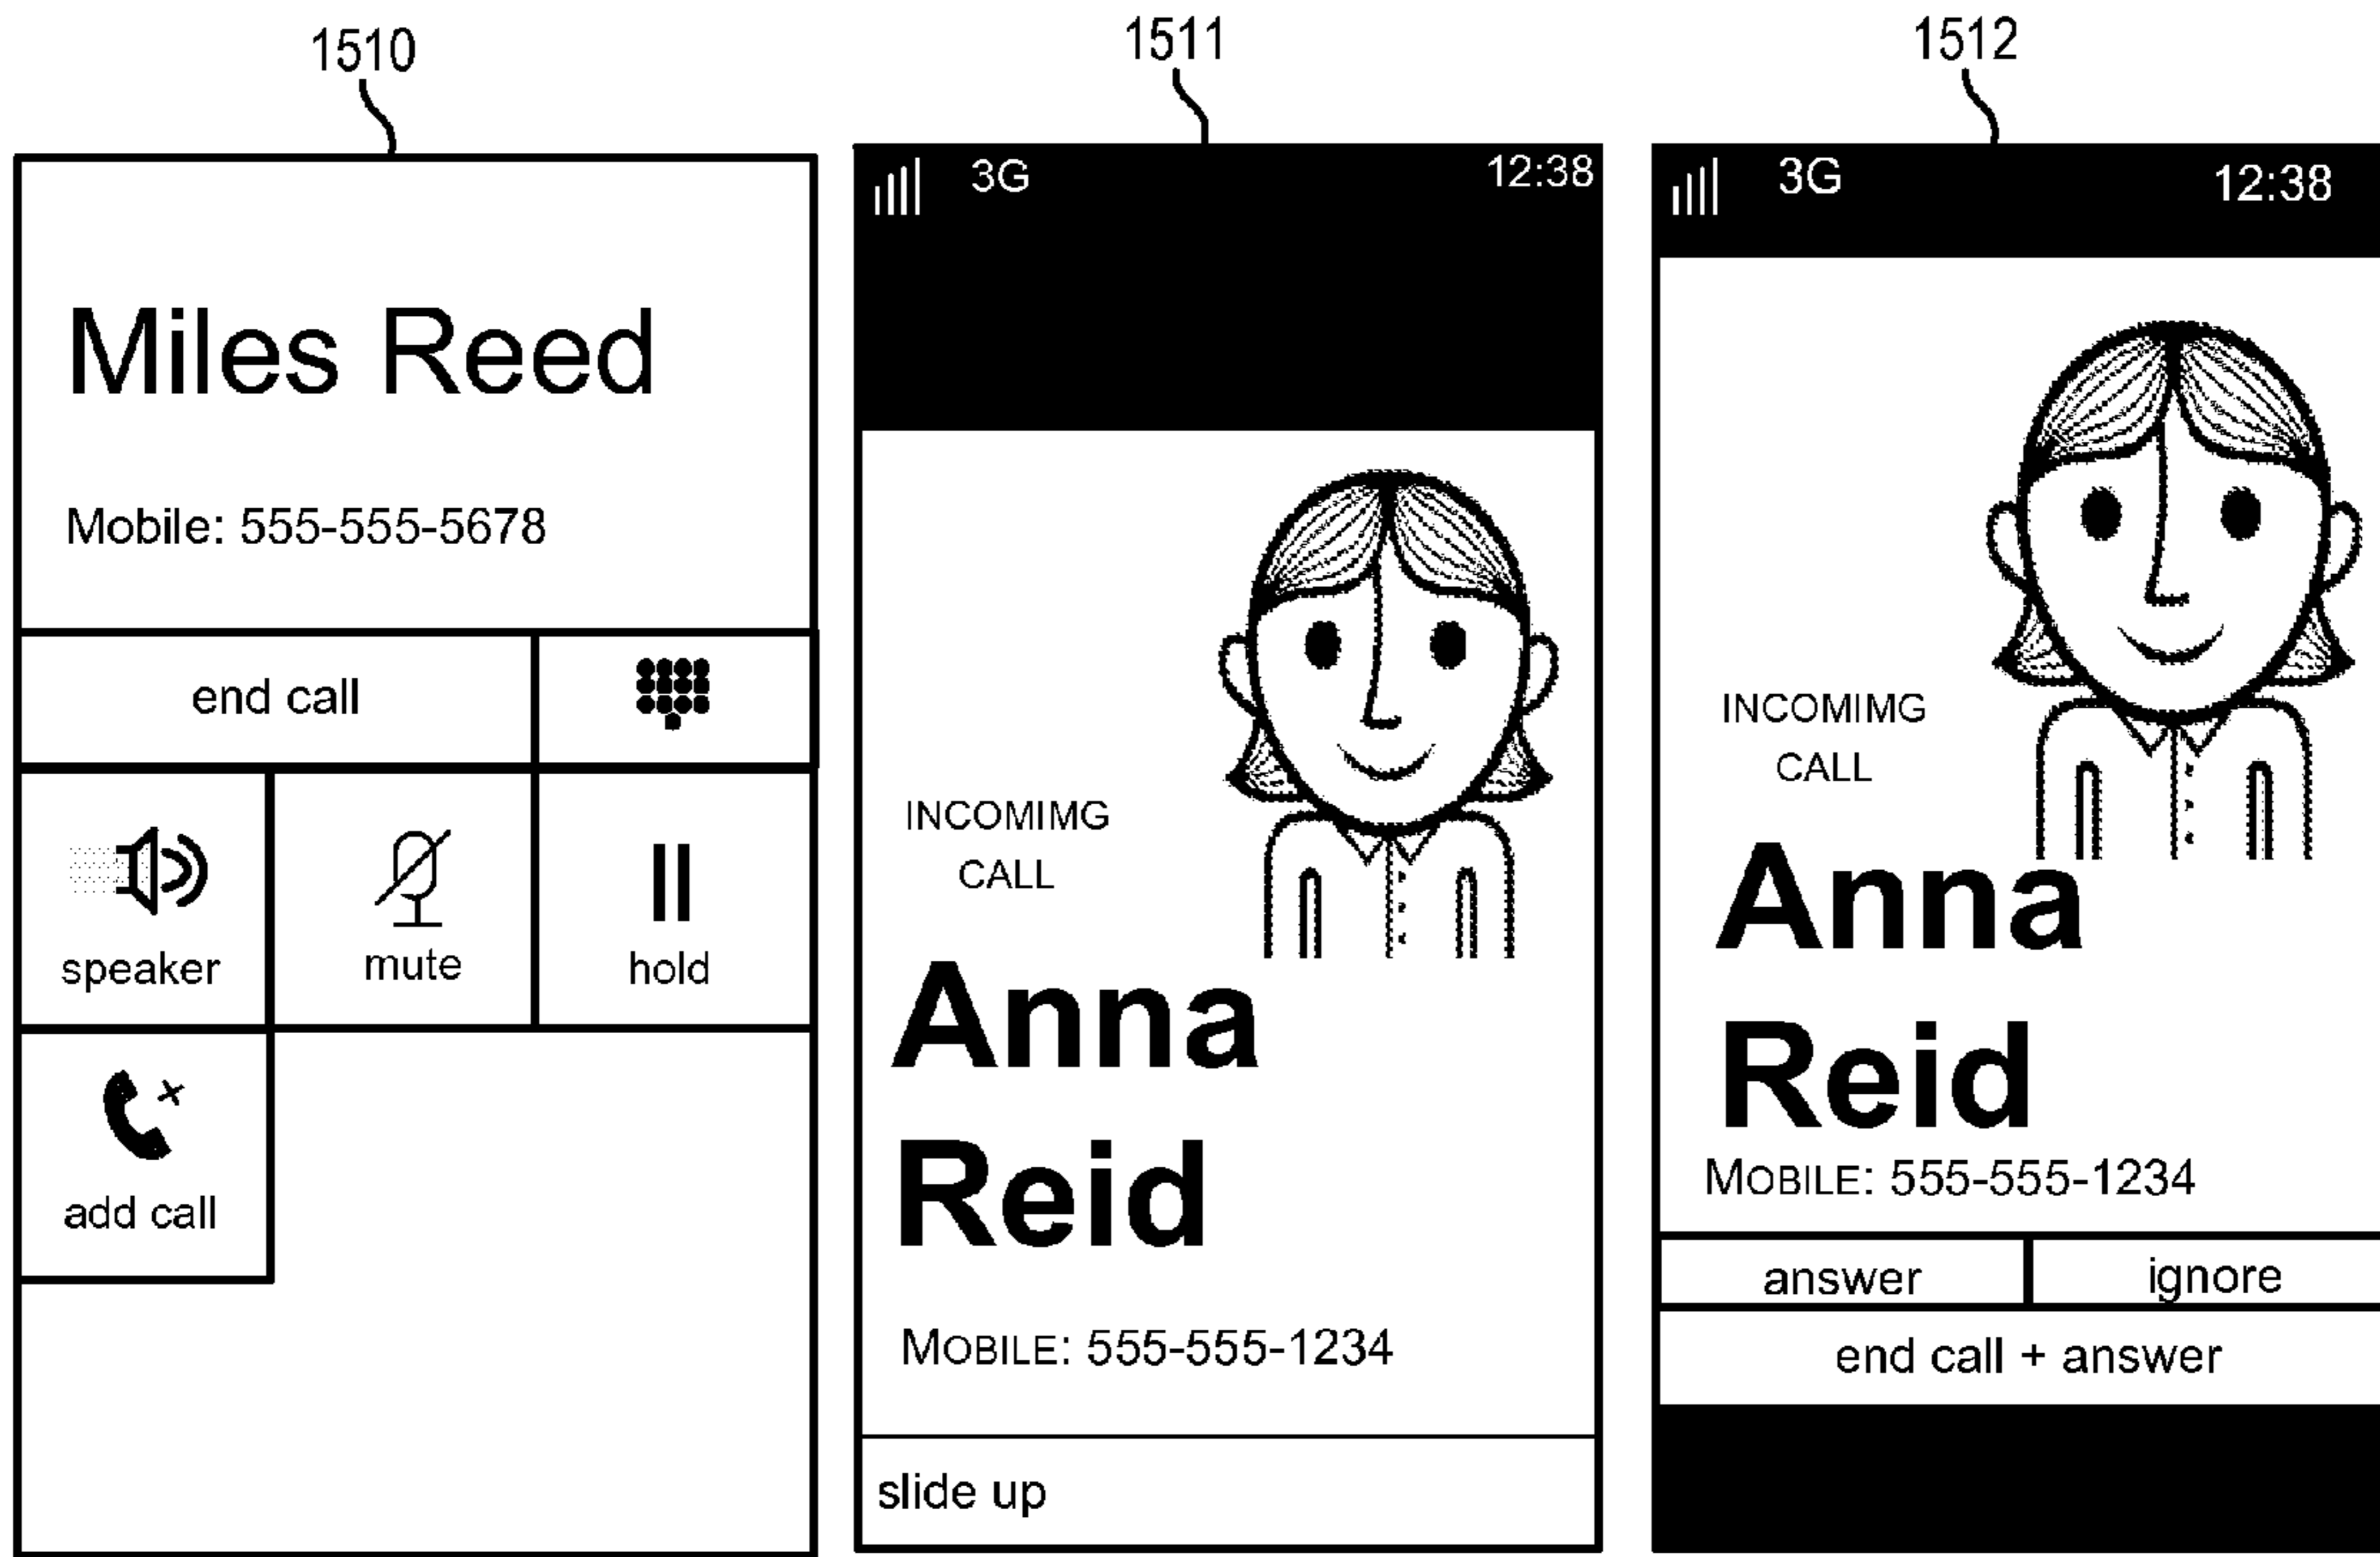 1510
Miles Reed
Mobile: 555-555-5678
end call
speaker
mute
hold
add call
1511
3G
12:38
INCOMIMG
CALL
Anna
Reid
MOBILE: 555-555-1234
slide up
1512
3G
12:38
INCOMIMG
CALL
Anna
Reid
MOBILE: 555-555-1234
answer
ignore
end call + answer